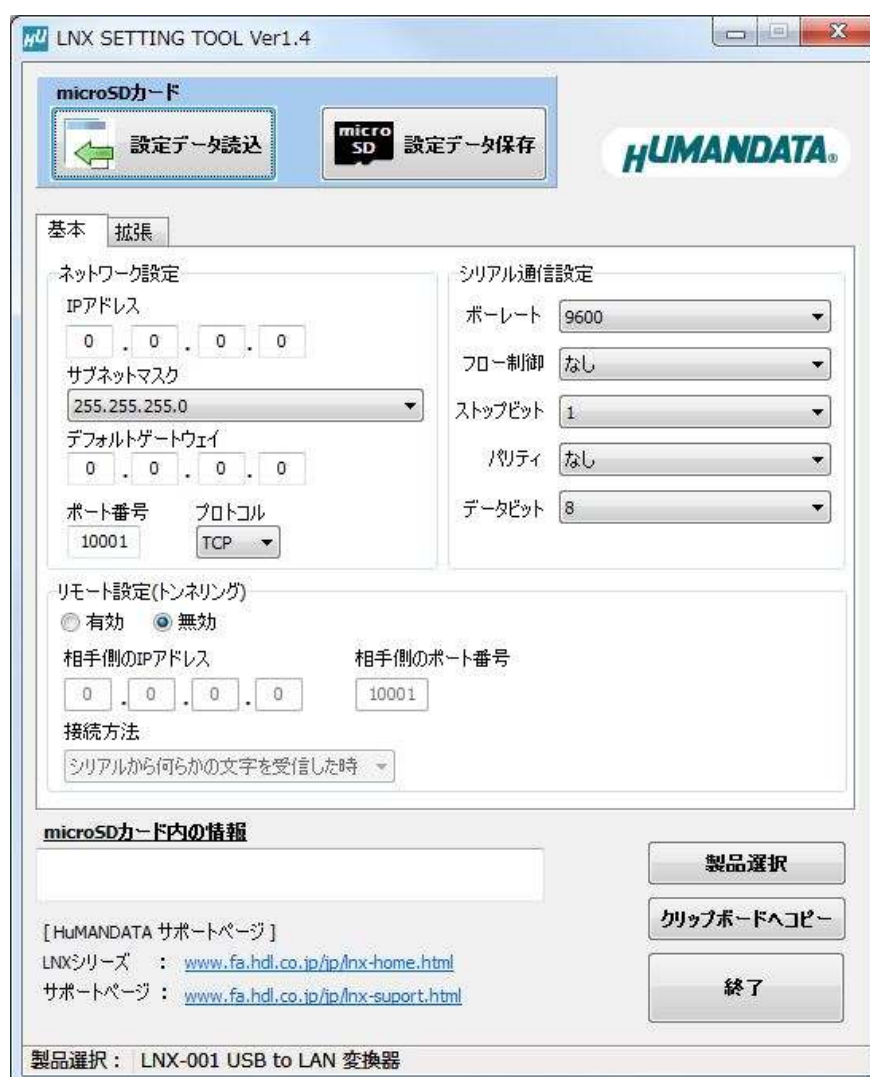 LNX SETTING TOOL Ver1.4
microSDカード
設定データ読込
micro SD 設定データ保存
HUMANDATA®
基本 拡張
ネットワーク設定
IPアドレス
0 . 0 . 0 . 0
サブネットマスク
255.255.255.0
デフォルトゲートウェイ
0 . 0 . 0 . 0
ポート番号 プロトコル
10001 TCP
シリアル通信設定
ボーレート 9600
フロー制御 なし
ストップビット 1
パリティ なし
データビット 8
リモート設定(トンネリング)
有効 無効
相手側のIPアドレス 相手側のポート番号
0 . 0 . 0 . 0 10001
接続方法
シリアルから何らかの文字を受信した時
microSDカード内の情報
[ HuMANDATA サポートページ ]
LNXシリーズ : www.fa.hdl.co.jp/jp/lnx-home.html
サポートページ : www.fa.hdl.co.jp/jp/lnx-suport.html
製品選択
クリップボードへコピー
終了
製品選択 : LNX-001 USB to LAN 変換器